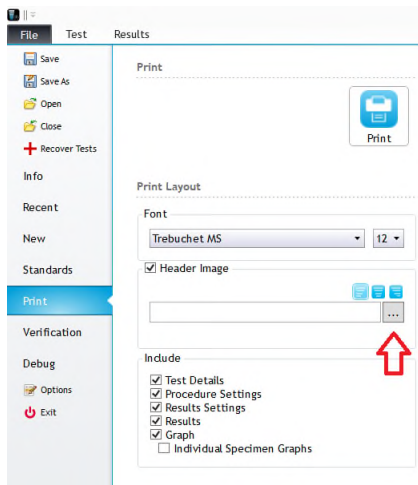 File Test Results
Save
Save As
Open
Close
Recover Tests
Info
Recent
New
Standards
Print
Verification
Debug
Options
Exit
Print
Print
Print Layout
Font
Trebuchet MS 12
Header Image
...
Include
Test Details
Procedure Settings
Results Settings
Results
Graph
Individual Specimen Graphs